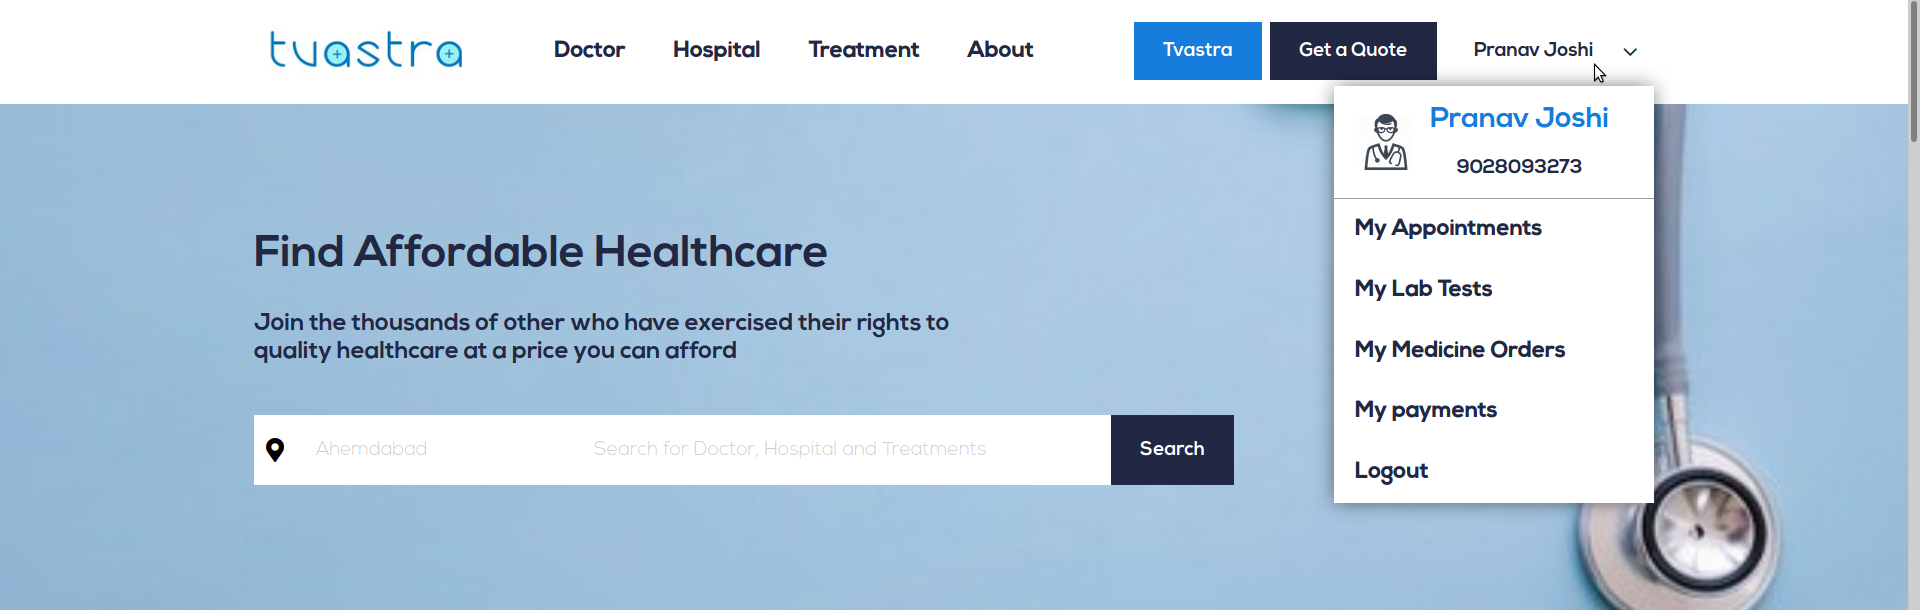 tvastra
Doctor Hospital Treatment About
Tvastra
Get a Quote
Pranav Joshi
Pranav Joshi
9028093273
My Appointments
My Lab Tests
My Medicine Orders
My payments
Logout
Find Affordable Healthcare
Join the thousands of other who have exercised their rights to
quality healthcare at a price you can afford
Ahemdabad
Search for Doctor, Hospital and Treatments
Search